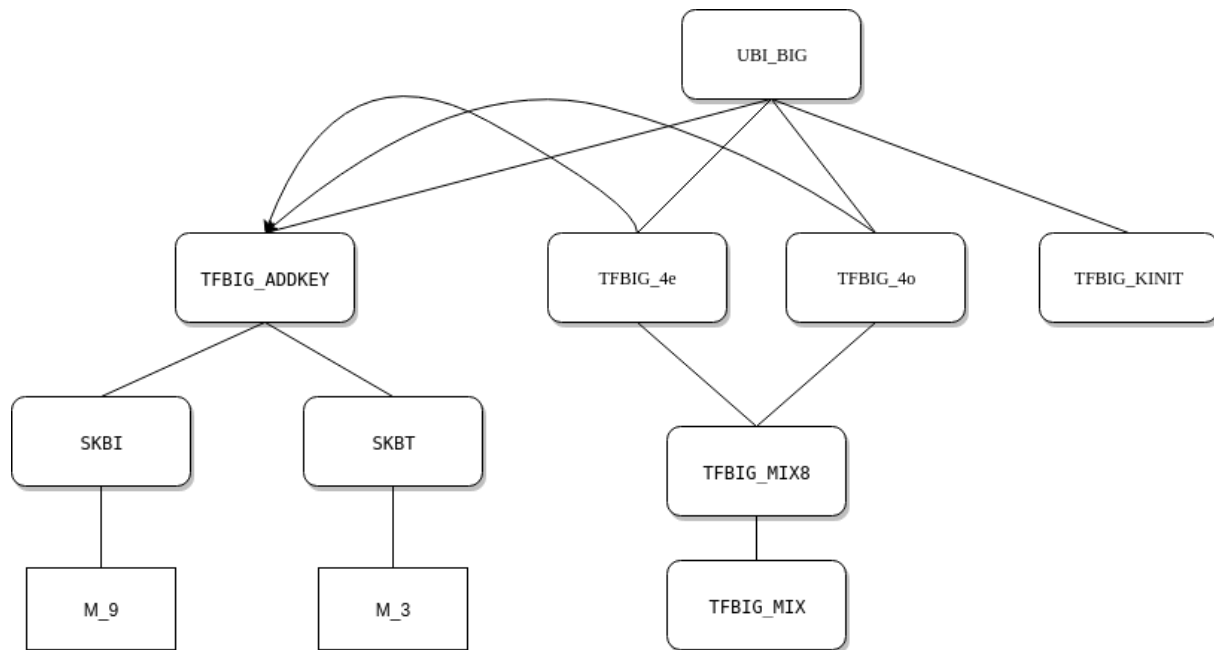 UBI_BIG
TFBIG_ADDKEY
TFBIG_4e
TFBIG_4o
TFBIG_KINIT
SKBI
SKBT
TFBIG_MIX8
M_9
M_3
TFBIG_MIX